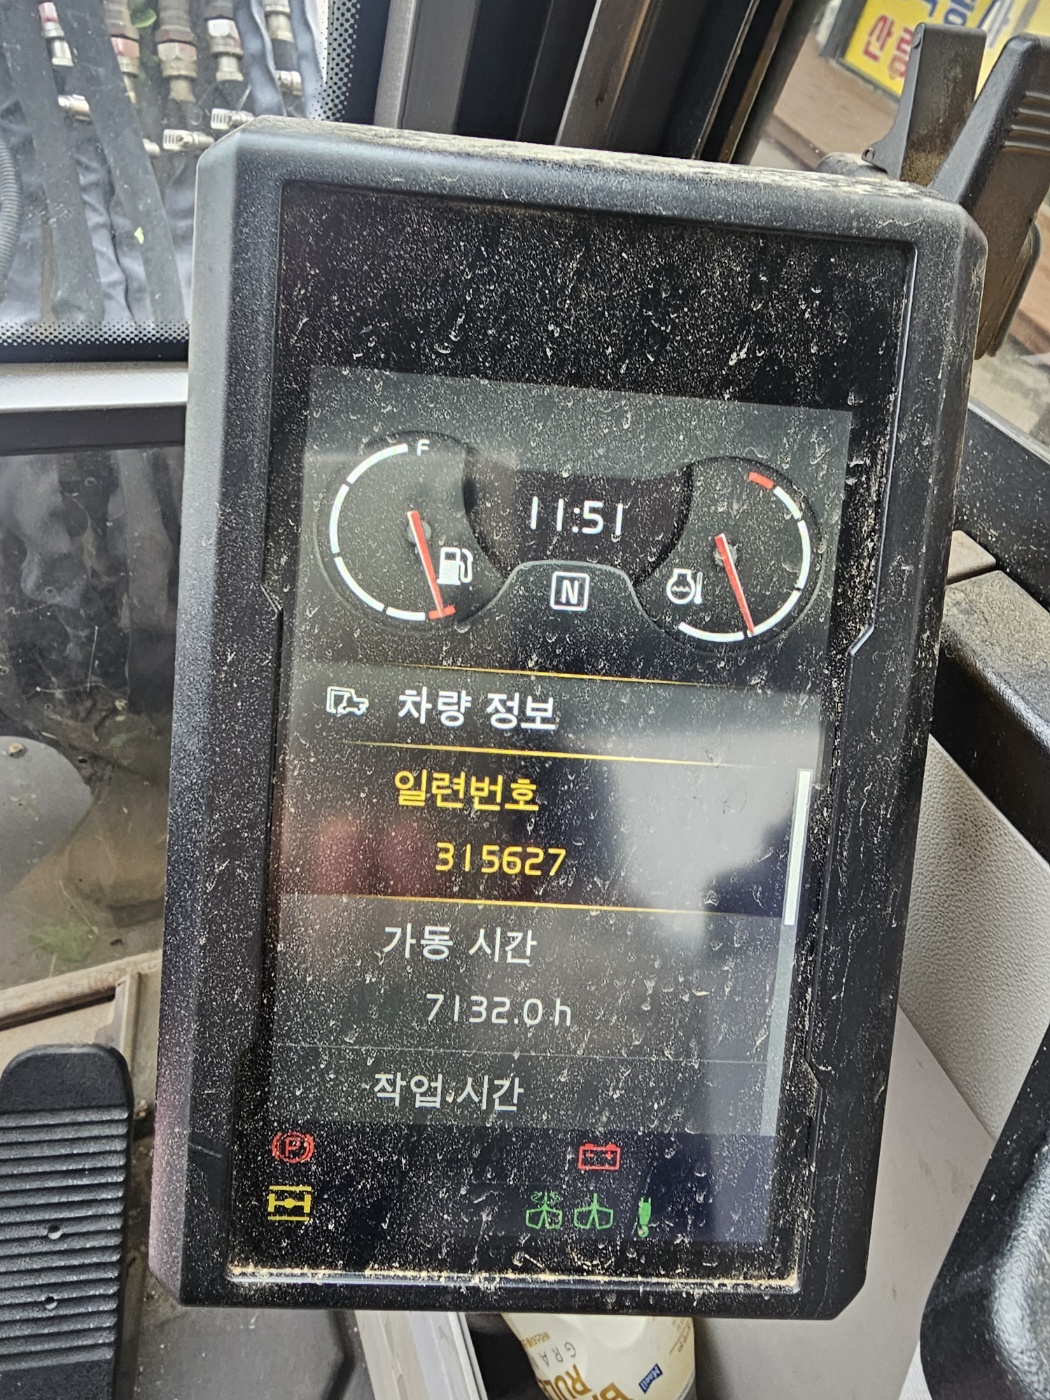 F
11:51
N
차량 정보
일련번호
315627
가동 시간
7132.0 h
작업 시간
P